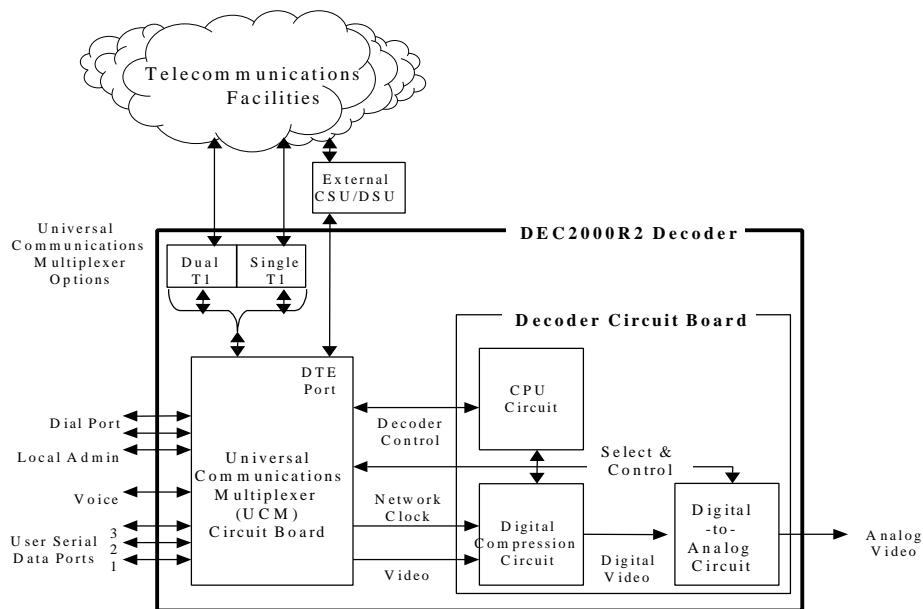 Telecommunications
Facilities
External
CSU/DSU
Universal
Communications
Multiplexer
Options
DEC2000R2 Decoder
Dual
T1
Single
T1
Decoder Circuit Board
DTE
Port
CPU
Circuit
Dial Port
Decoder
Control
Local Admin
Universal
Communications
Multiplexer
(UCM)
Circuit Board
Select &
Control
Voice
Network
Clock
Digital
Compression
Circuit
Digital
-to-
Analog
Circuit
User Serial
Data Ports
3
2
1
Video
Digital
Video
Analog
Video